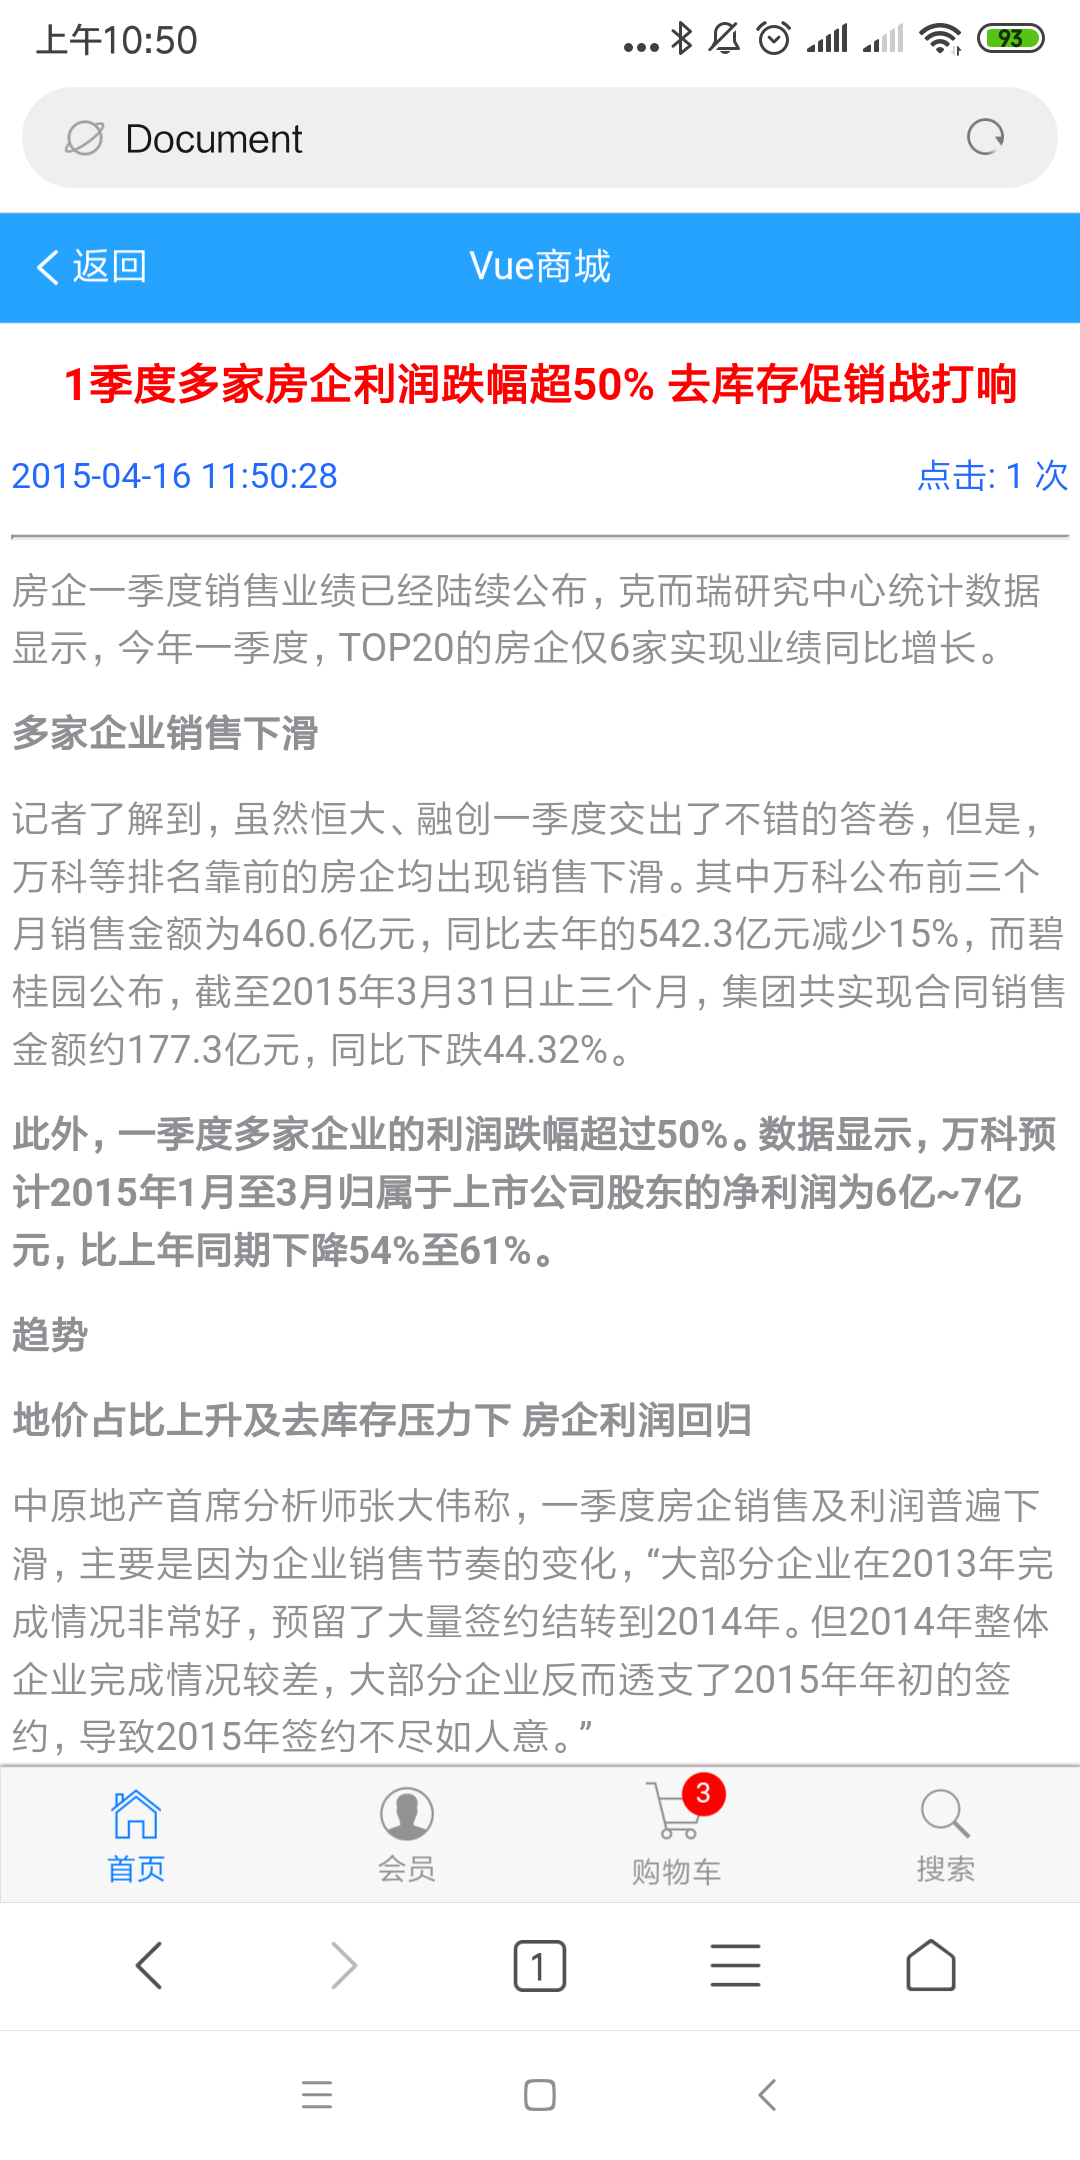 上午10:50
93
Document
返回
Vue商城
1季度多家房企利润跌幅超50% 去库存促销战打响
2015-04-16 11:50:28
点击: 1 次
房企一季度销售业绩已经陆续公布，克而瑞研究中心统计数据
显示，今年一季度，TOP20的房企仅6家实现业绩同比增长。
多家企业销售下滑
记者了解到，虽然恒大、融创一季度交出了不错的答卷，但是，
万科等排名靠前的房企均出现销售下滑。其中万科公布前三个
月销售金额为460.6亿元，同比去年的542.3亿元减少15%，而碧
桂园公布，截至2015年3月31日止三个月，集团共实现合同销售
金额约177.3亿元，同比下跌44.32%。
此外，一季度多家企业的利润跌幅超过50%。数据显示，万科预
计2015年1月至3月归属于上市公司股东的净利润为6亿~7亿
元，比上年同期下降54%至61%。
趋势
地价占比上升及去库存压力下 房企利润回归
中原地产首席分析师张大伟称，一季度房企销售及利润普遍下
滑，主要是因为企业销售节奏的变化，“大部分企业在2013年完
成情况非常好，预留了大量签约结转到2014年。但2014年整体
企业完成情况较差，大部分企业反而透支了2015年年初的签
约，导致2015年签约不尽如人意。”
3
首页
会员
购物车
搜索
1